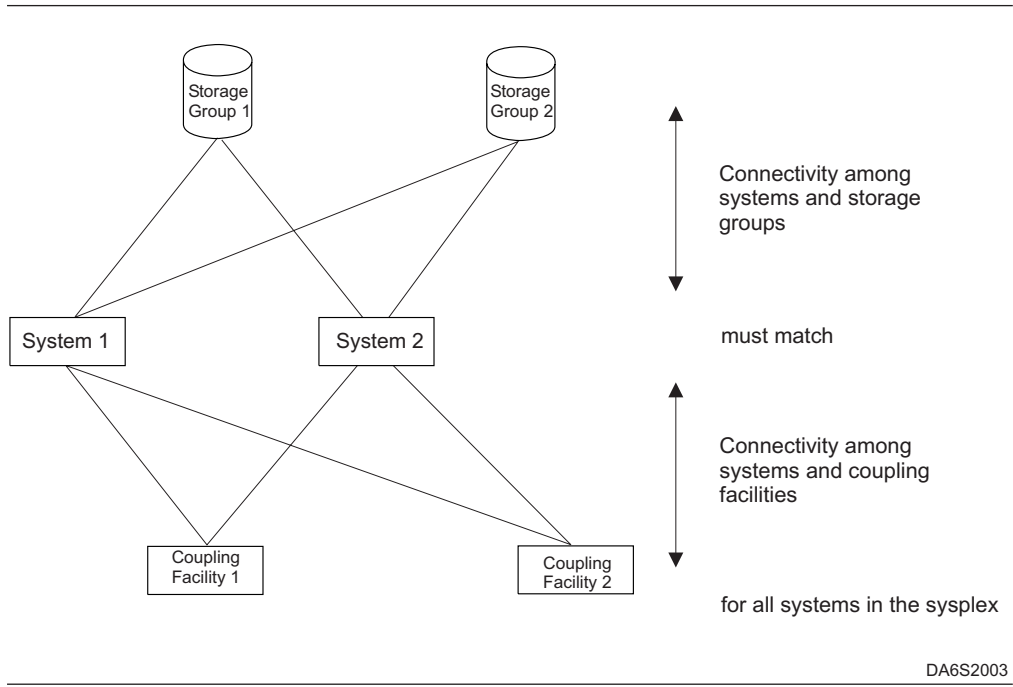 Storage
Group 1
Storage
Group 2
Connectivity among
systems and storage
groups
System 1
System 2
must match
Connectivity among
systems and coupling
facilities
Coupling
Facility 1
Coupling
Facility 2
for all systems in the sysplex
DA6S2003